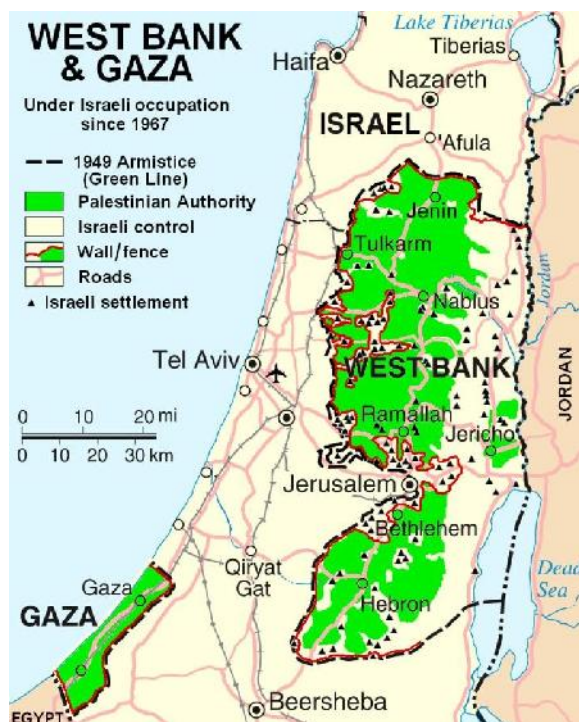 WEST BANK
& GAZA
Under Israeli occupation
since 1967
1949 Armistice
(Green Line)
Palestinian Authority
Israeli control
Wall/fence
Roads
Israeli settlement
Lake Tiberias
Haifa
Tiberias
Nazareth
ISRAEL
'Afula
Jenin
Tulkarm
Nablus
Jordan
Tel Aviv
WEST BANK
JORDAN
0 10 20 mi
0 10 20 30 km
Ramallah
Jericho
Jerusalem
Bethlehem
Qiryat
Gat
Dead
Sea
Gaza
GAZA
Hebron
Beersheba
EGYPT